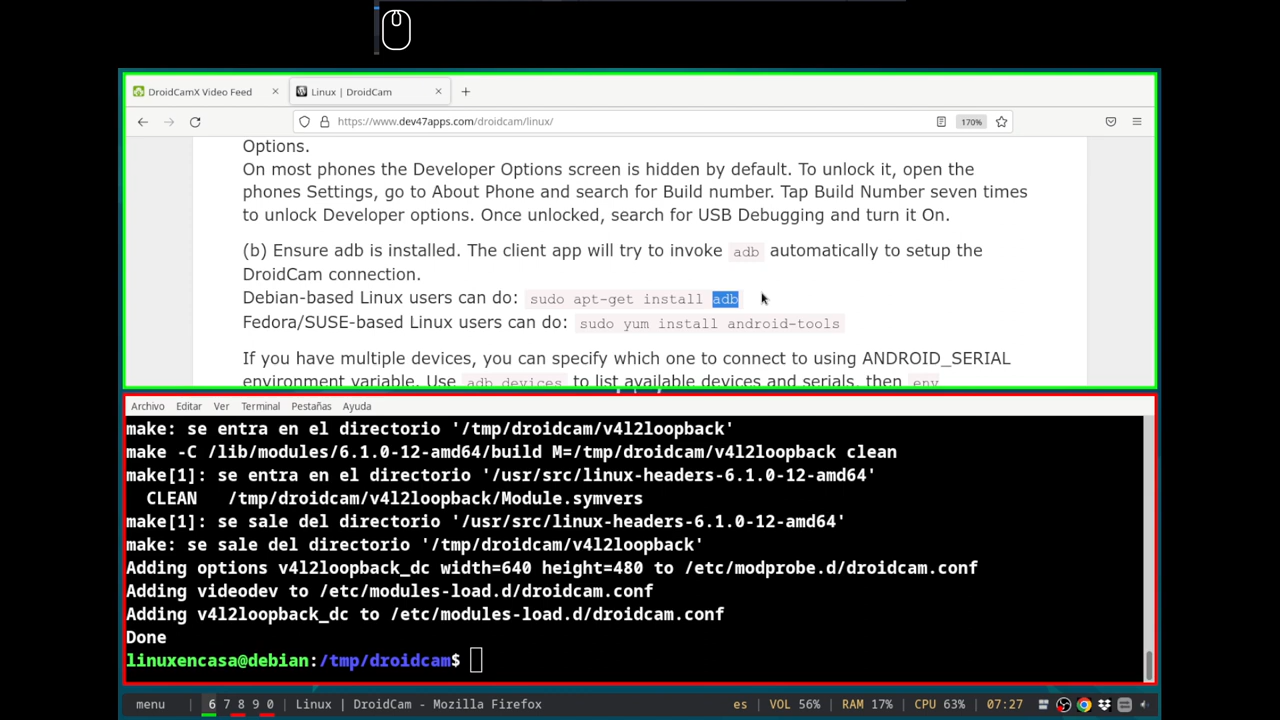 DroidCamX Video Feed
Linux | DroidCam
https://www.dev47apps.com/droidcam/linux/
170%
Options.
On most phones the Developer Options screen is hidden by default. To unlock it, open the
phones Settings, go to About Phone and search for Build number. Tap Build Number seven times
to unlock Developer options. Once unlocked, search for USB Debugging and turn it On.
(b) Ensure adb is installed. The client app will try to invoke adb automatically to setup the
DroidCam connection.
Debian-based Linux users can do: sudo apt-get install adb
Fedora/SUSE-based Linux users can do: sudo yum install android-tools
If you have multiple devices, you can specify which one to connect to using ANDROID_SERIAL
environment variable. Use adb devices to list available devices and serials, then env
Archivo Editar Ver Terminal Pestañas Ayuda
make: se entra en el directorio '/tmp/droidcam/v4l2loopback'
make -C /lib/modules/6.1.0-12-amd64/build M=/tmp/droidcam/v4l2loopback clean
make[1]: se entra en el directorio '/usr/src/linux-headers-6.1.0-12-amd64'
CLEAN /tmp/droidcam/v4l2loopback/Module.symvers
make[1]: se sale del directorio '/usr/src/linux-headers-6.1.0-12-amd64'
make: se sale del directorio '/tmp/droidcam/v4l2loopback'
Adding options v4l2loopback_dc width=640 height=480 to /etc/modprobe.d/droidcam.conf
Adding videodev to /etc/modules-load.d/droidcam.conf
Adding v4l2loopback_dc to /etc/modules-load.d/droidcam.conf
Done
linuxencasa@debian:/tmp/droidcam$
menu | 6 7 8 9 0 | Linux | DroidCam - Mozilla Firefox es | VOL 56% | RAM 17% | CPU 63% | 07:27